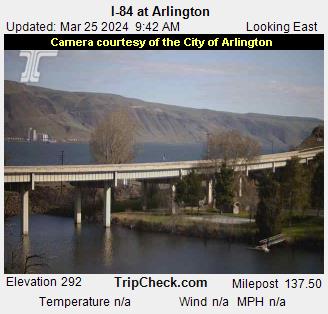 I-84 at Arlington
Updated: Mar 25 2024 9:42 AM Looking East
Camera courtesy of the City of Arlington
Elevation 292 TripCheck.com Milepost 137.50
Temperature n/a Wind n/a MPH n/a